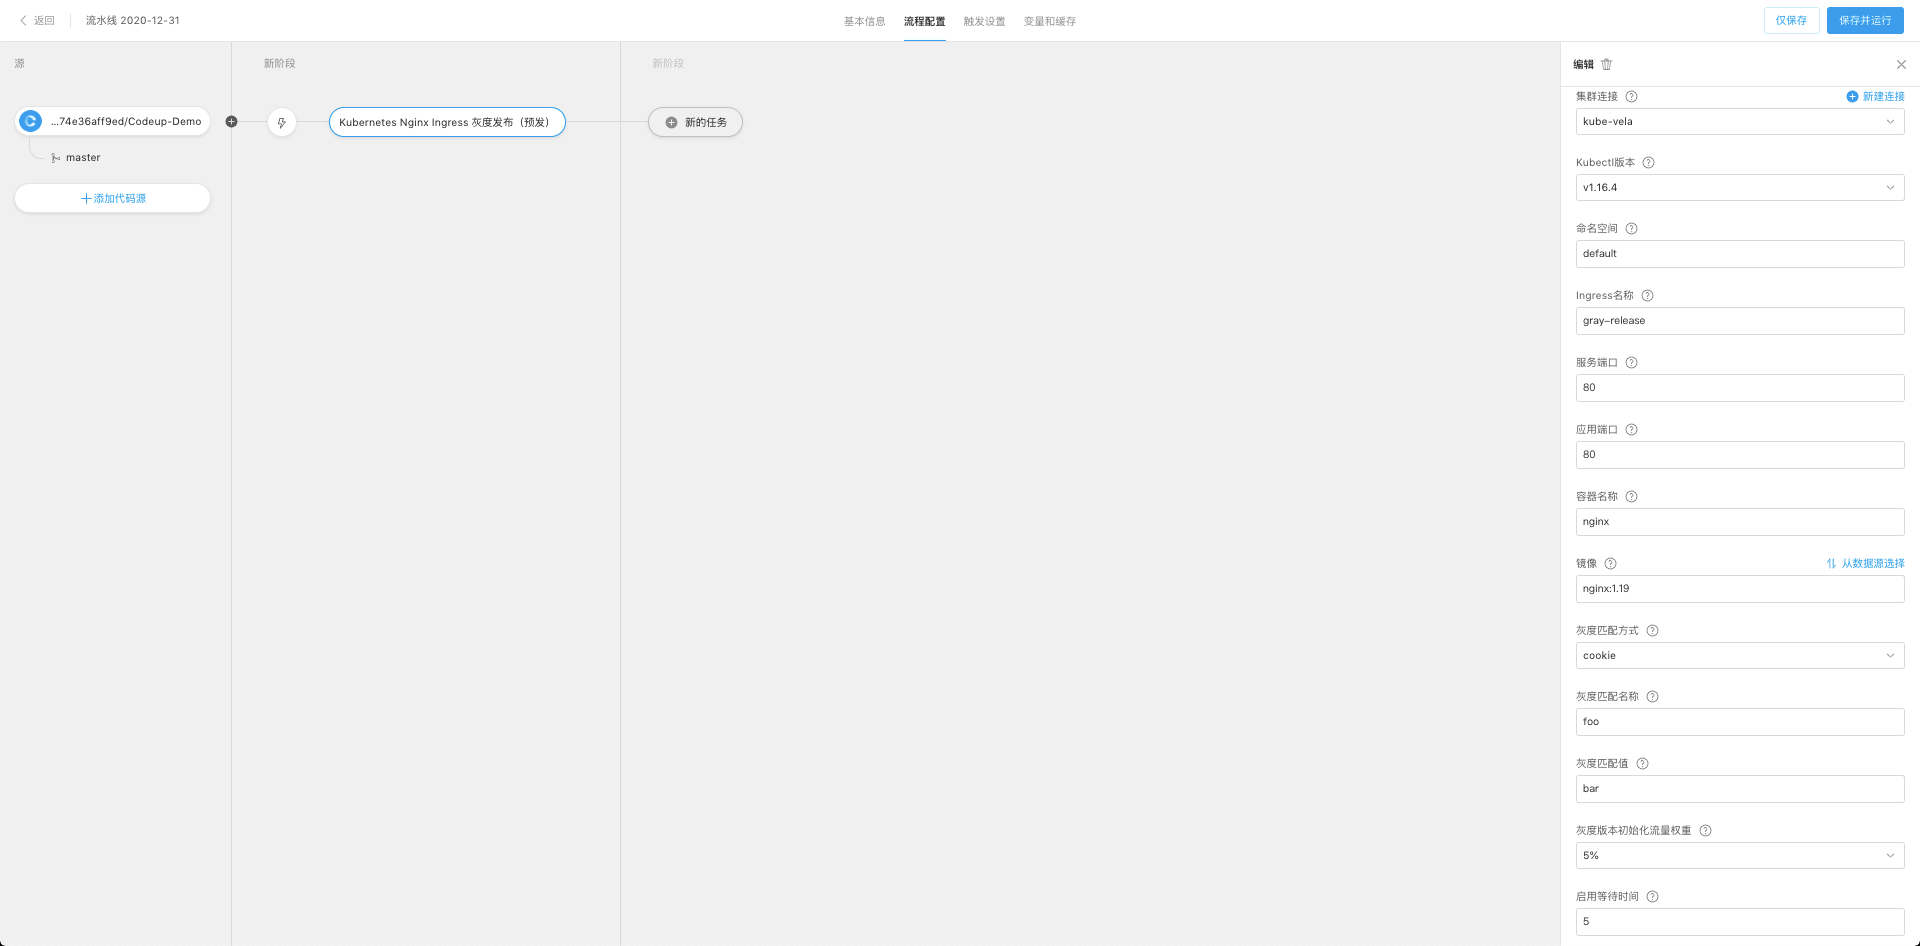 返回
流水线 2020-12-31
基本信息
流程配置
触发设置
变量和缓存
仅保存
保存并运行
源
...74e36aff9ed/Codeup-Demo
master
添加代码源
新阶段
Kubernetes Nginx Ingress 灰度发布（预发）
新阶段
新的任务
编辑
集群连接
新建连接
kube-vela
Kubectl版本
v1.16.4
命名空间
default
Ingress名称
gray-release
服务端口
80
应用端口
80
容器名称
nginx
镜像
从数据源选择
nginx:1.19
灰度匹配方式
cookie
灰度匹配名称
foo
灰度匹配值
bar
灰度版本初始化流量权重
5%
启用等待时间
5